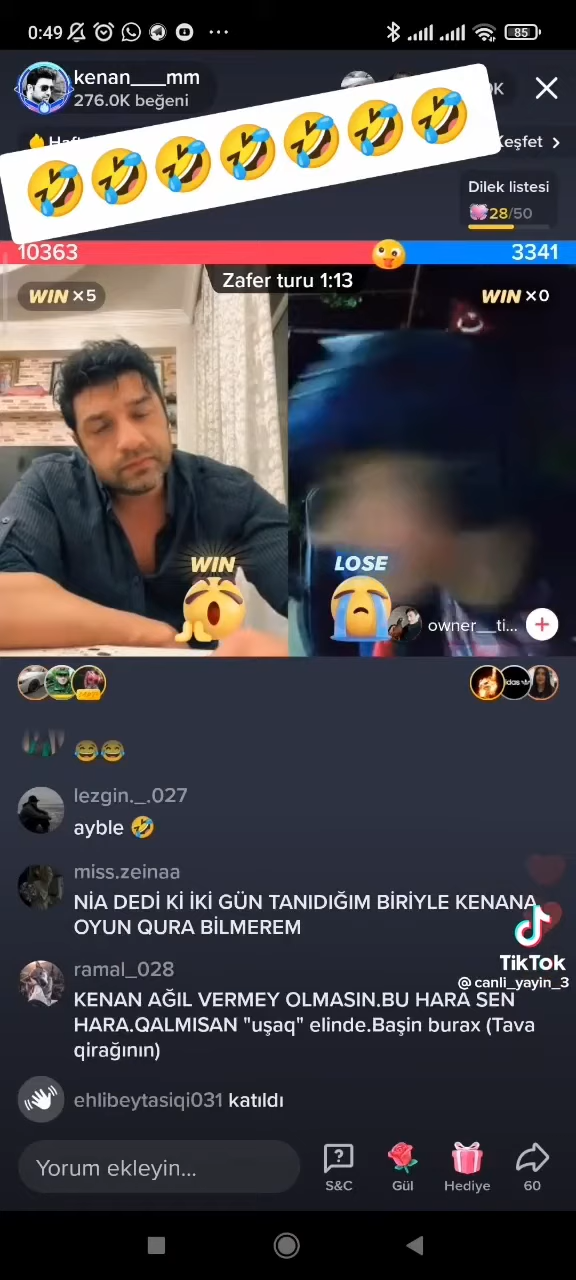 0:49
85
kenan___mm
276.0K beğeni
Keşfet >
Dilek listesi
28/50
10363
3341
Zafer turu 1:13
WIN ×5
WIN ×0
WIN
LOSE
owner__ti...
lezgin._.027
ayble 🤣
miss.zeinaa
NİA DEDİ Kİ İKİ GÜN TANIDIĞIM BİRİYLE KENANA
OYUN QURA BİLMEREM
ramal_028
KENAN AĞIL VERMEY OLMASIN.BU HARA SEN
HARA.QALMISAN "uşaq" elinde.Başin burax (Tava
qirağının)
TikTok
@canli_yayin_3
ehlibeytasiqi031 katıldı
Yorum ekleyin...
S&C
Gül
Hediye
60